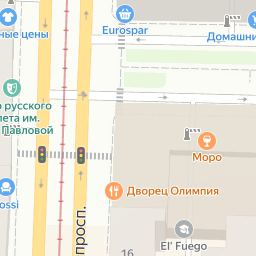 ные цены
Eurospar
Домашни
р русского
ета им.
Павловой
Моро
Дворец Олимпия
ossi
просп.
El' Fuego
16